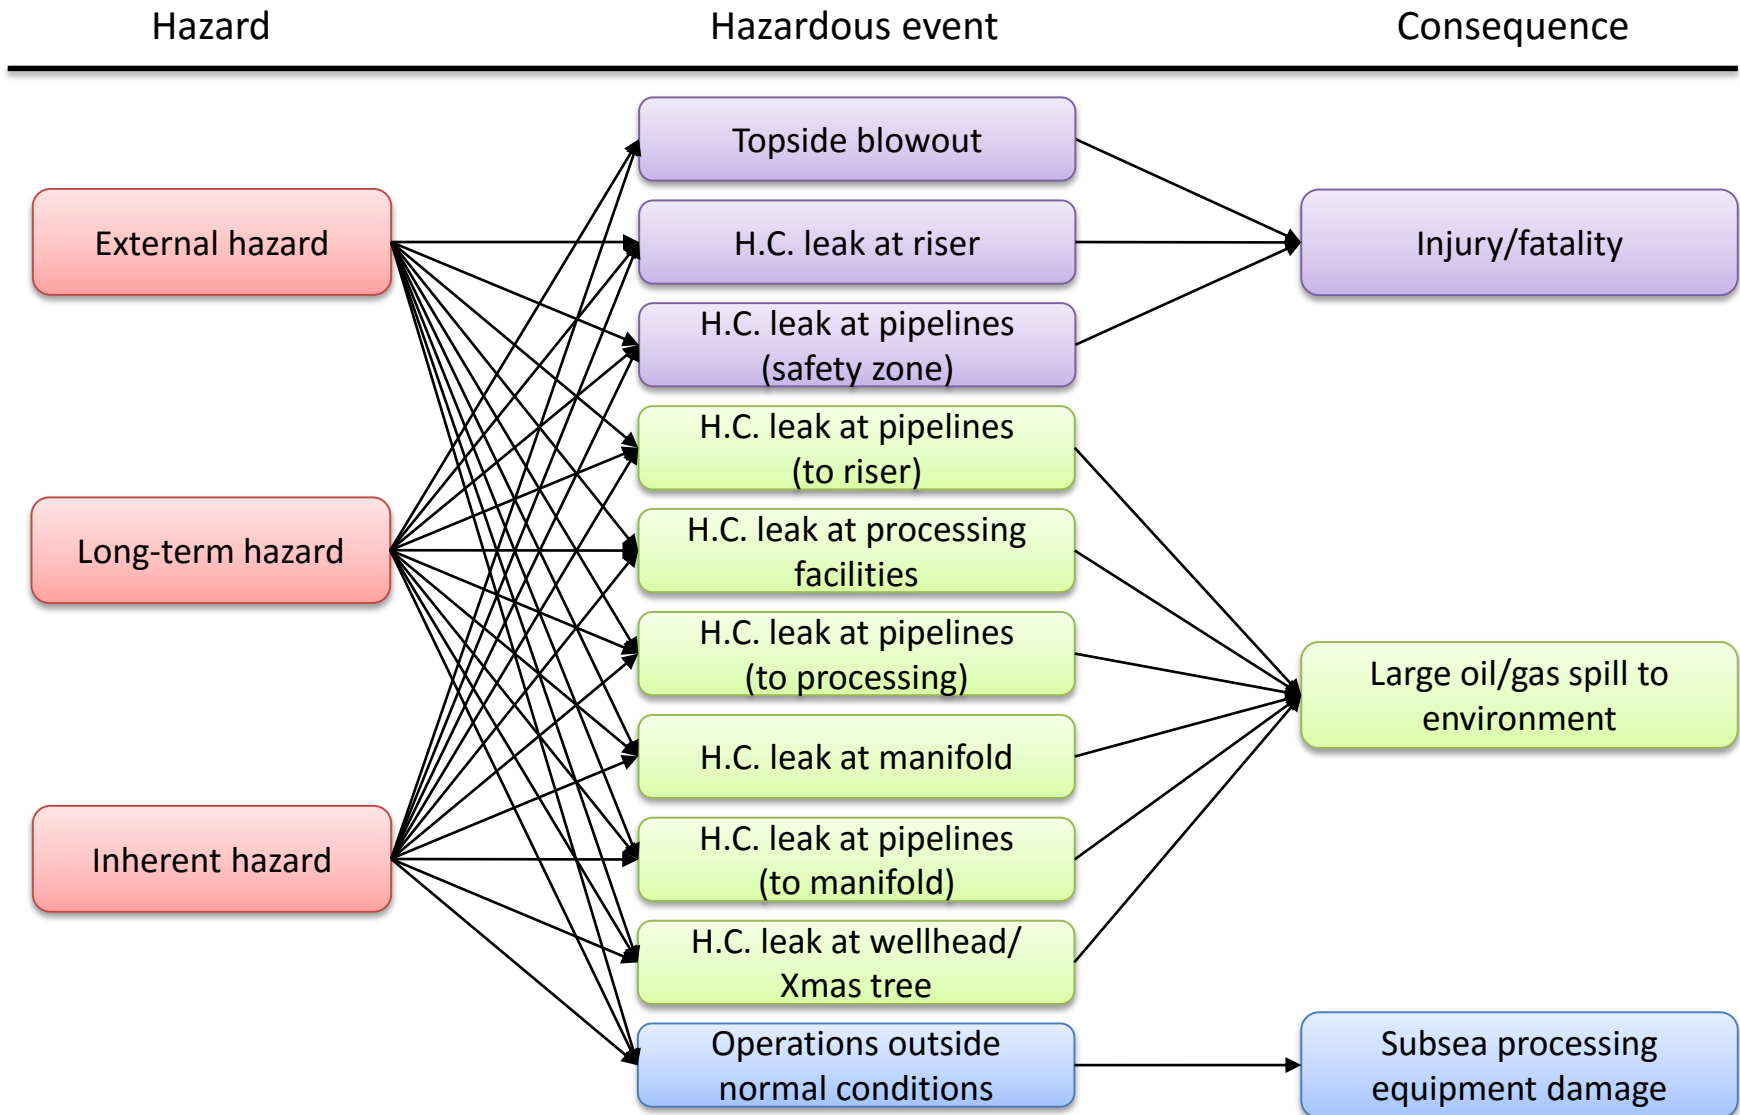 Hazard
Hazardous event
Consequence
External hazard
Long-term hazard
Inherent hazard
Topside blowout
H.C. leak at riser
H.C. leak at pipelines
(safety zone)
H.C. leak at pipelines
(to riser)
H.C. leak at processing
facilities
H.C. leak at pipelines
(to processing)
H.C. leak at manifold
H.C. leak at pipelines
(to manifold)
H.C. leak at wellhead/
Xmas tree
Operations outside
normal conditions
Injury/fatality
Large oil/gas spill to
environment
Subsea processing
equipment damage